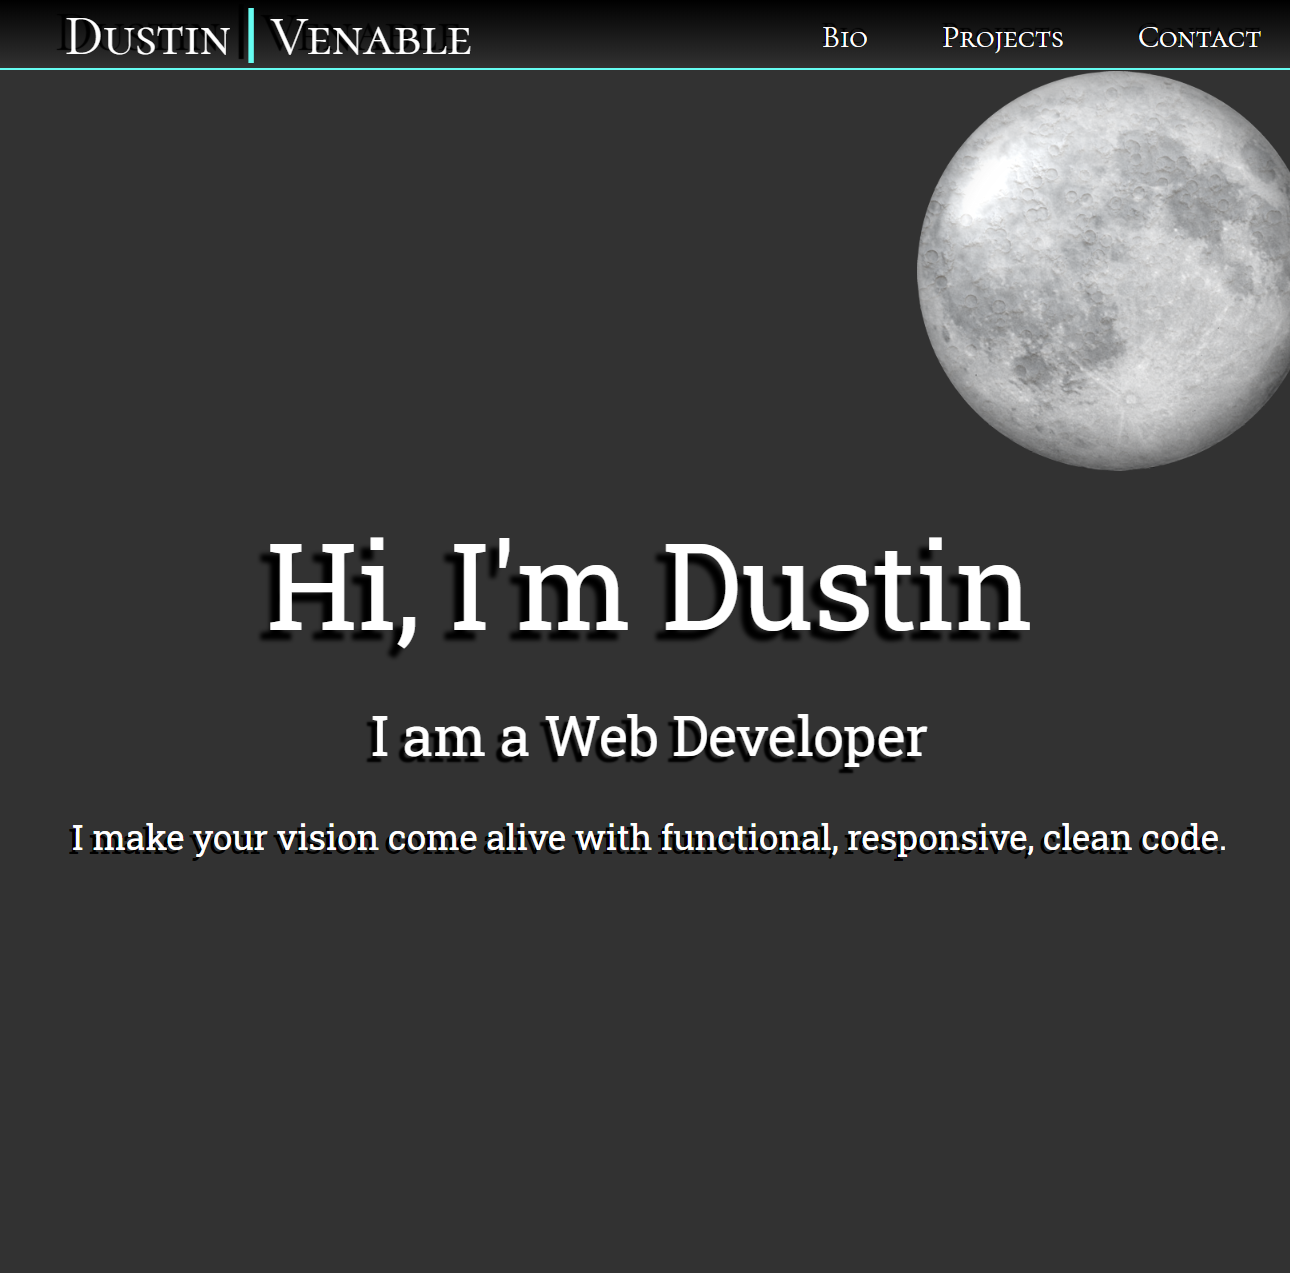 Dustin | Venable
Bio Projects Contact
Hi, I'm Dustin
I am a Web Developer
I make your vision come alive with functional, responsive, clean code.